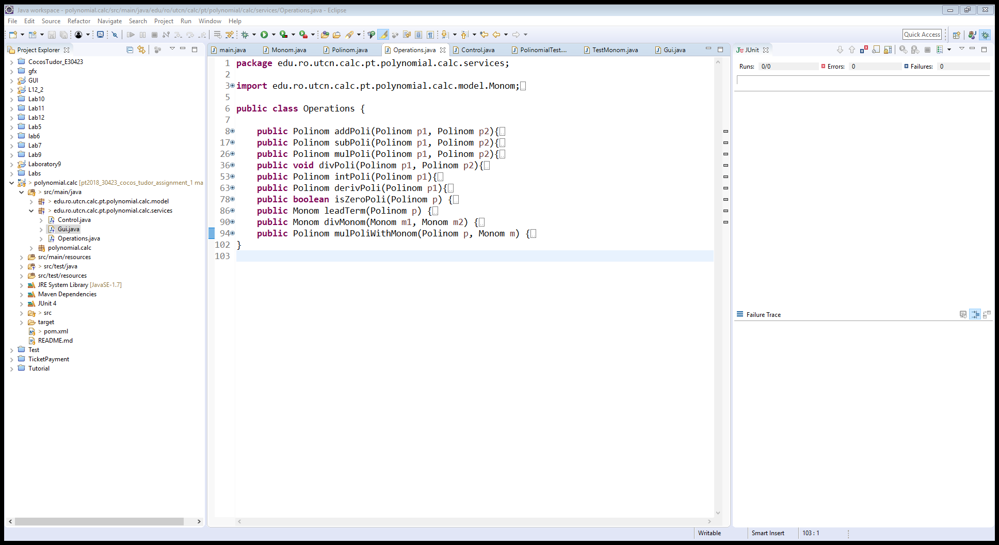 Java workspace - polynomial.calc/src/main/java/edu/ro/utcn/calc/pt/polynomial/calc/services/Operations.java - Eclipse
File Edit Source Refactor Navigate Search Project Run Window Help
Quick Access
Project Explorer
CocosTudor_E30423
gfx
GUI
L12_2
Lab10
Lab11
Lab12
Lab5
lab6
Lab7
Lab9
Laboratory9
Labs
> polynomial.calc [pt2018_30423_cocos_tudor_assignment_1 ma
> src/main/java
> edu.ro.utcn.calc.pt.polynomial.calc.model
> edu.ro.utcn.calc.pt.polynomial.calc.services
Control.java
Gui.java
Operations.java
polynomial.calc
src/main/resources
> src/test/java
src/test/resources
JRE System Library [JavaSE-1.7]
Maven Dependencies
JUnit 4
> src
target
> pom.xml
README.md
Test
TicketPayment
Tutorial
main.java Monom.java Polinom.java Operations.java Control.java PolinomialTest.... TestMonom.java Gui.java
1 package edu.ro.utcn.calc.pt.polynomial.calc.services;
2
3 import edu.ro.utcn.calc.pt.polynomial.calc.model.Monom;
5
6 public class Operations {
7
8 public Polinom addPoli(Polinom p1, Polinom p2){
17 public Polinom subPoli(Polinom p1, Polinom p2){
26 public Polinom mulPoli(Polinom p1, Polinom p2){
36 public void divPoli(Polinom p1, Polinom p2){
53 public Polinom intPoli(Polinom p1){
63 public Polinom derivPoli(Polinom p1){
78 public boolean isZeroPoli(Polinom p) {
86 public Monom leadTerm(Polinom p) {
90 public Monom divMonom(Monom m1, Monom m2) {
94 public Polinom mulPoliWithMonom(Polinom p, Monom m) {
102 }
103
JUnit
Runs: 0/0 Errors: 0 Failures: 0
Failure Trace
Writable Smart Insert 103 : 1